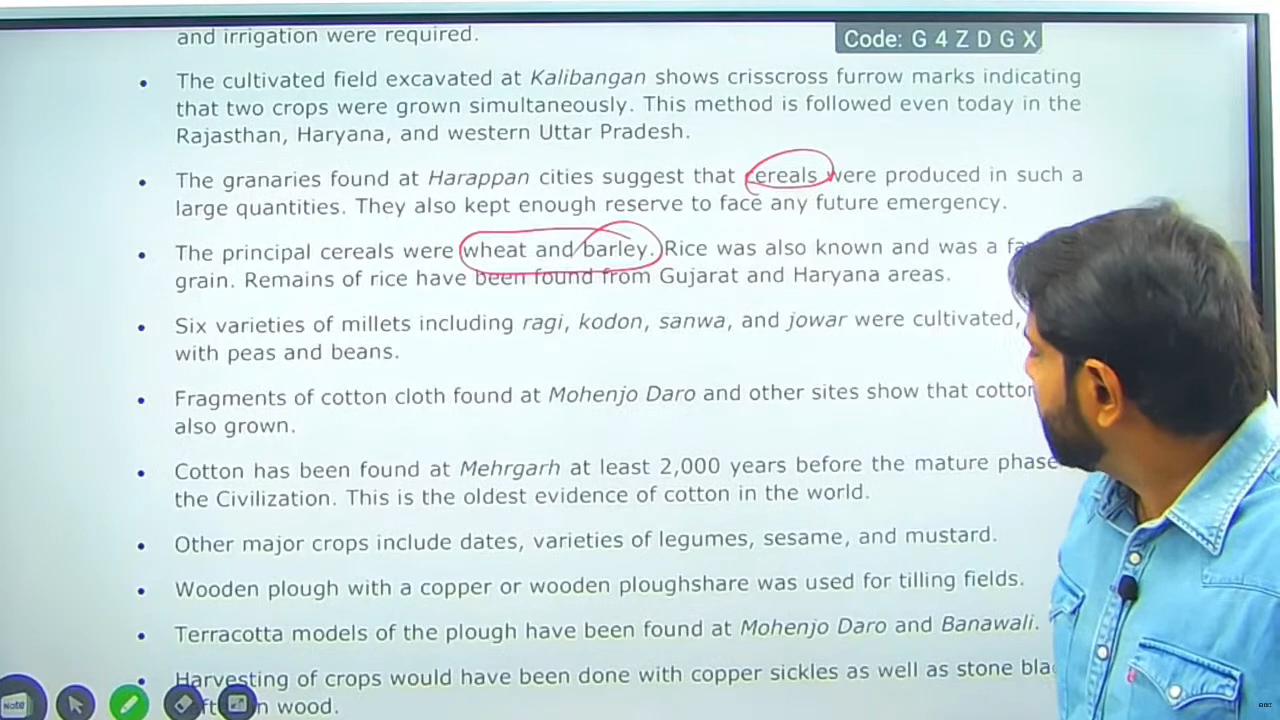 and irrigation were required.
Code: G 4 Z D G X
The cultivated field excavated at Kalibangan shows crisscross furrow marks indicating
that two crops were grown simultaneously. This method is followed even today in the
Rajasthan, Haryana, and western Uttar Pradesh.
The granaries found at Harappan cities suggest that cereals were produced in such a
large quantities. They also kept enough reserve to face any future emergency.
The principal cereals were wheat and barley. Rice was also known and was a
grain. Remains of rice have been found from Gujarat and Haryana areas.
Six varieties of millets including ragi, kodon, sanwa, and jowar were cultivated,
with peas and beans.
Fragments of cotton cloth found at Mohenjo Daro and other sites show that cotton
also grown.
Cotton has been found at Mehrgarh at least 2,000 years before the mature phase
the Civilization. This is the oldest evidence of cotton in the world.
Other major crops include dates, varieties of legumes, sesame, and mustard.
Wooden plough with a copper or wooden ploughshare was used for tilling fields.
Terracotta models of the plough have been found at Mohenjo Daro and Banawali.
Harvesting of crops would have been done with copper sickles as well as stone
wood.
Note